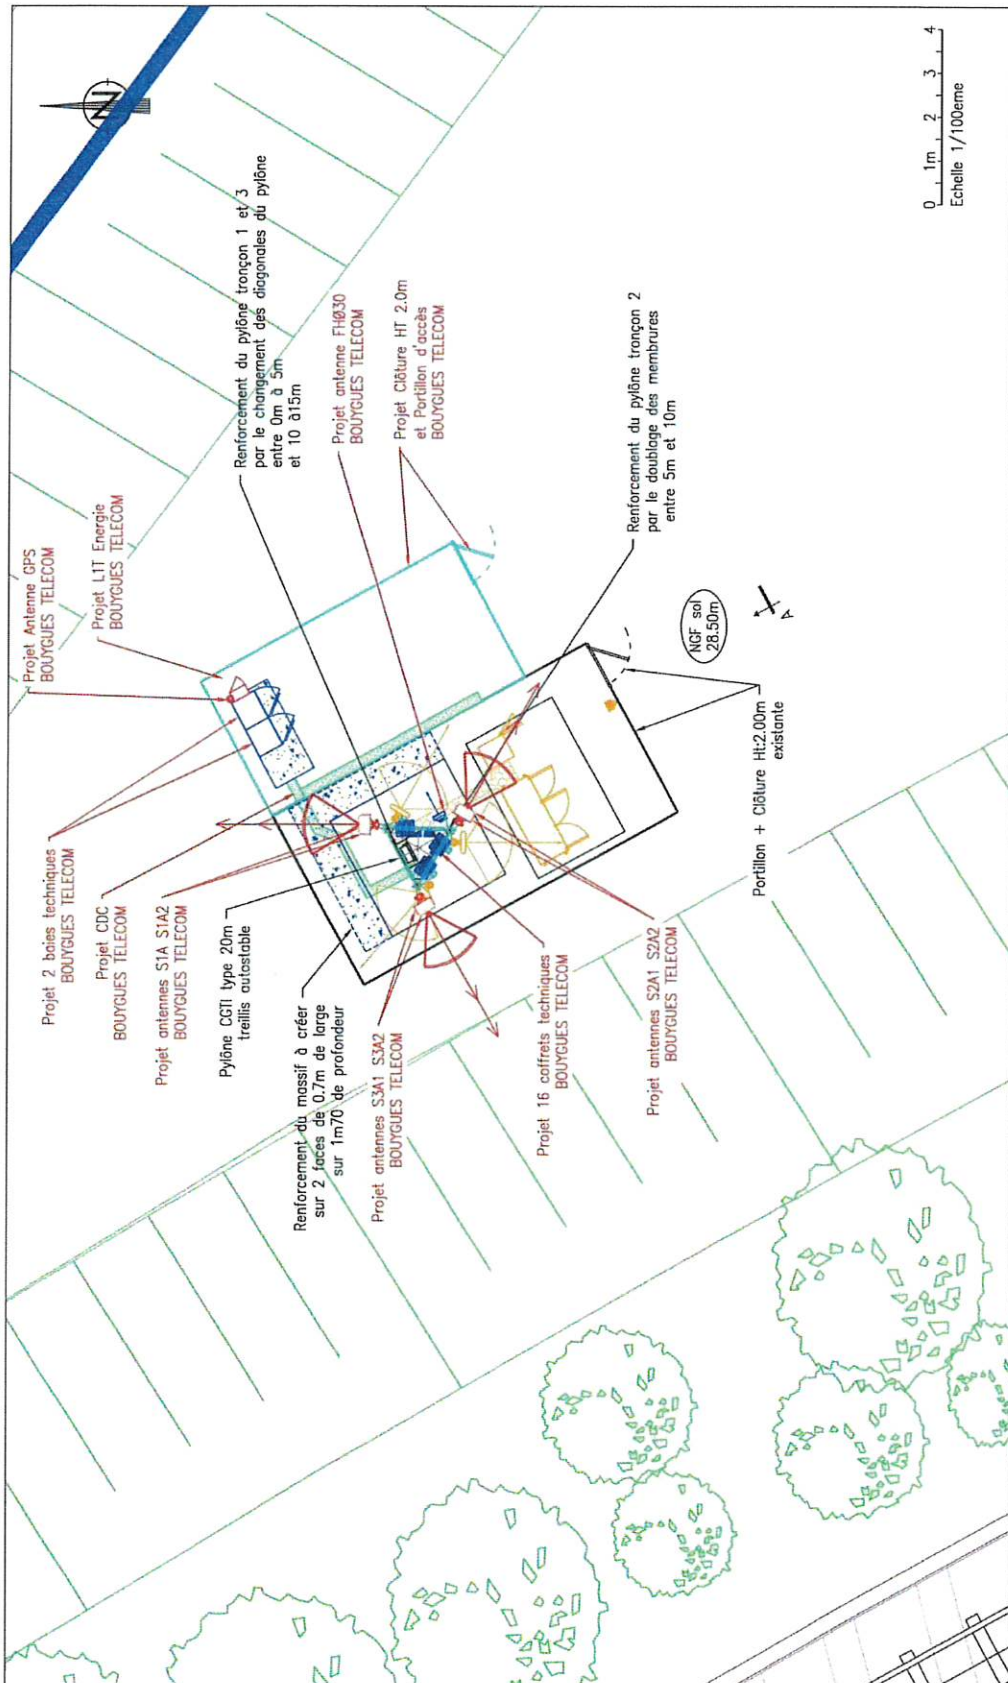 Projet Antenne GPS
BOUYGUES TELECOM
Projet L1T Energie
BOUYGUES TELECOM
Projet 2 baies techniques
BOUYGUES TELECOM
Projet CDC
BOUYGUES TELECOM
Projet antennes S1A S1A2
BOUYGUES TELECOM
Pylône CGTI type 20m
treillis autostable
Renforcement du massif à créer
sur 2 faces de 0.7m de large
sur 1m70 de profondeur
Projet antennes S3A1 S3A2
BOUYGUES TELECOM
Projet 16 coffrets techniques
BOUYGUES TELECOM
Projet antennes S2A1 S2A2
BOUYGUES TELECOM
Portillon + Clôture Ht:2.00m
existante
N
Renforcement du pylône tronçon 1 et 3
par le changement des diagonales du pylône
entre 0m à 5m
et 10 à15m
Projet antenne FHØ30
BOUYGUES TELECOM
Projet Clôture HT 2.0m
et Portillon d'accès
BOUYGUES TELECOM
Renforcement du pylône tronçon 2
par le doublage des membrures
entre 5m et 10m
NGF sol
28.50m
A
0 1m 2 3 4
Echelle 1/100eme